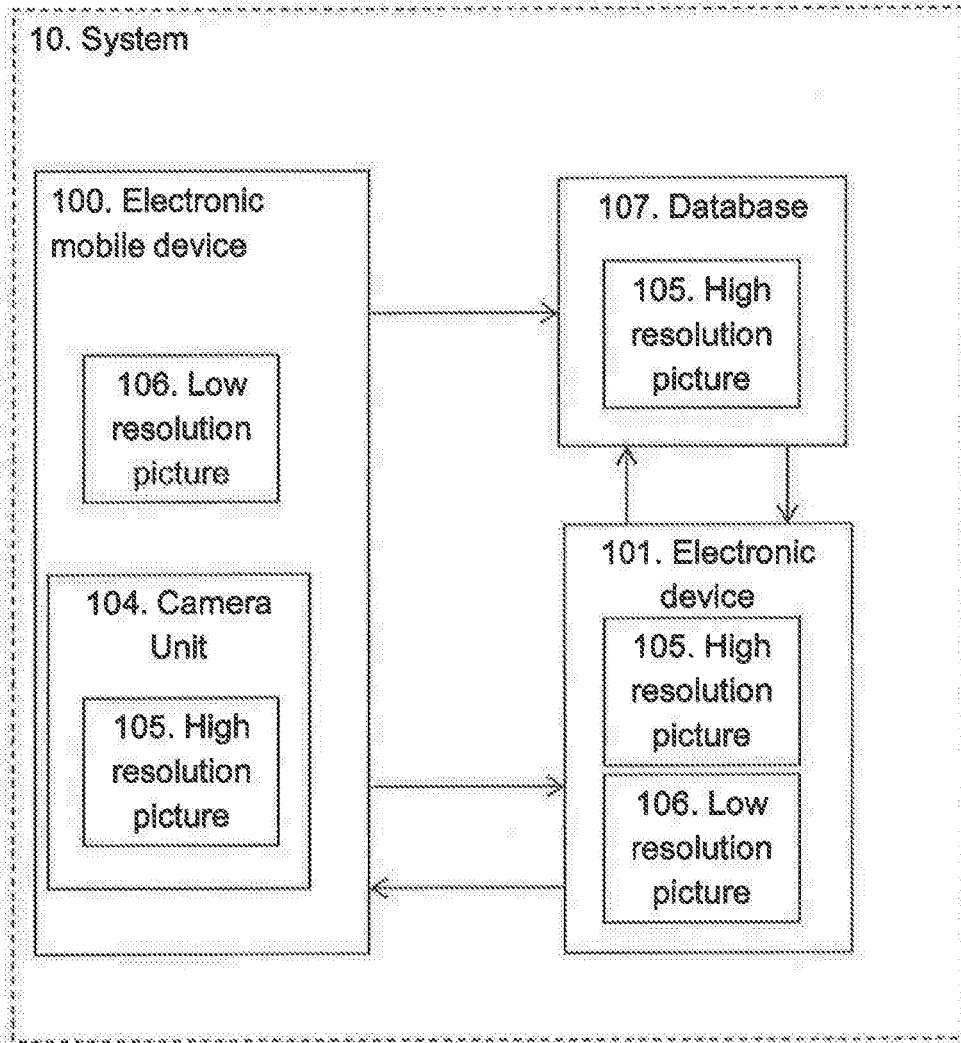 10. System
100. Electronic
mobile device
106. Low
resolution
picture
104. Camera
Unit
105. High
resolution
picture
107. Database
105. High
resolution
picture
101. Electronic
device
105. High
resolution
picture
106. Low
resolution
picture